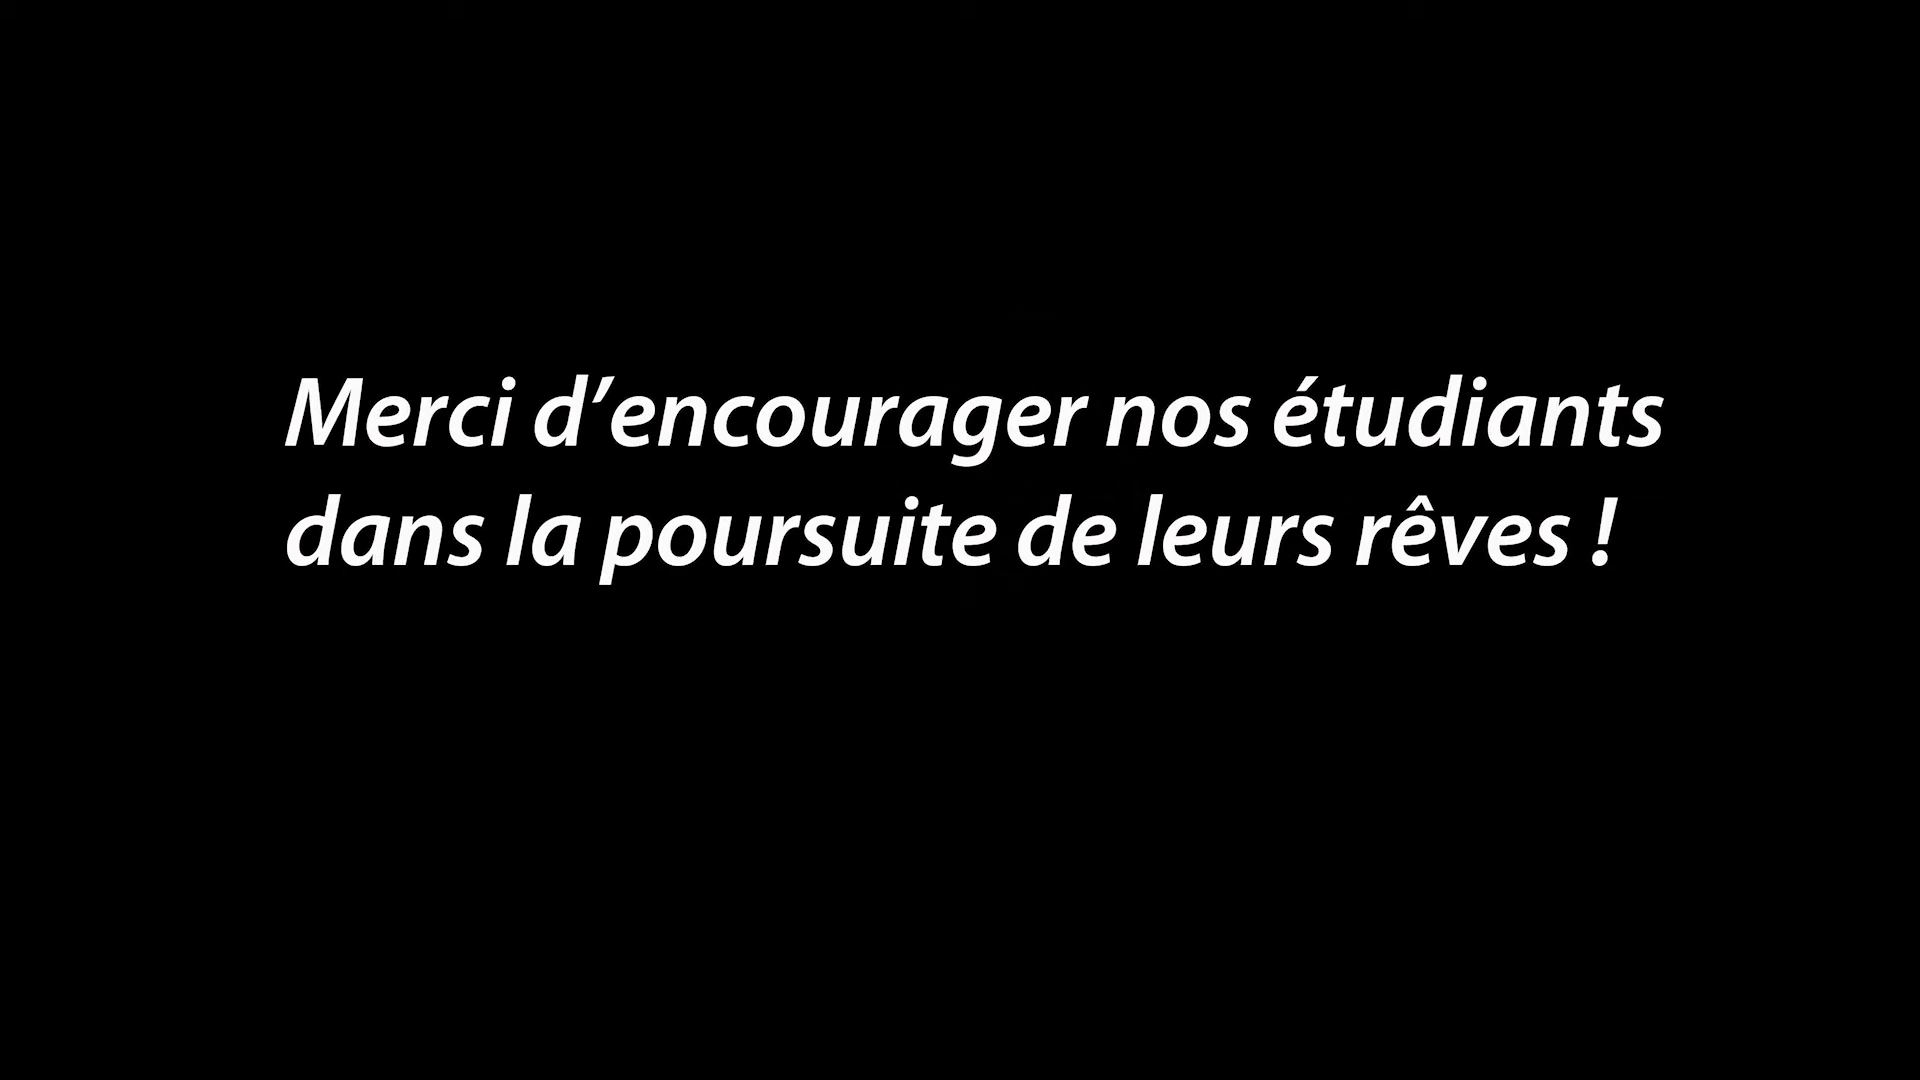 Merci d’encourager nos étudiants
dans la poursuite de leurs rêves !